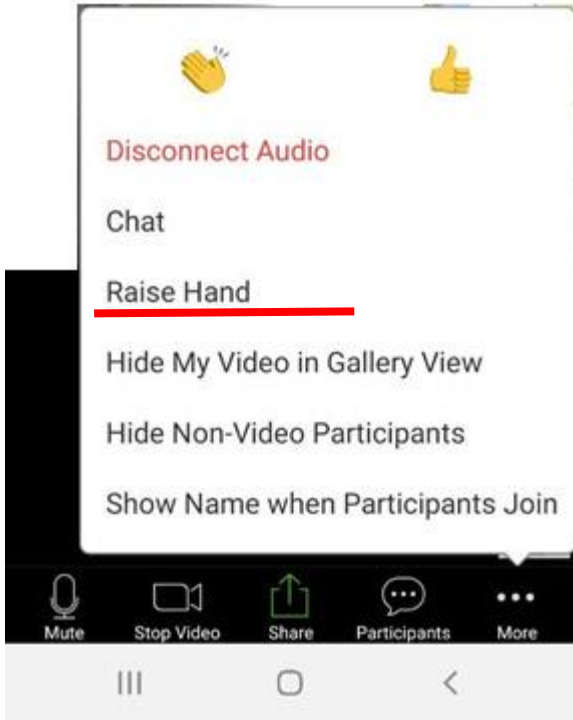 Disconnect Audio
Chat
Raise Hand
Hide My Video in Gallery View
Hide Non-Video Participants
Show Name when Participants Join
Mute Stop Video Share Participants More